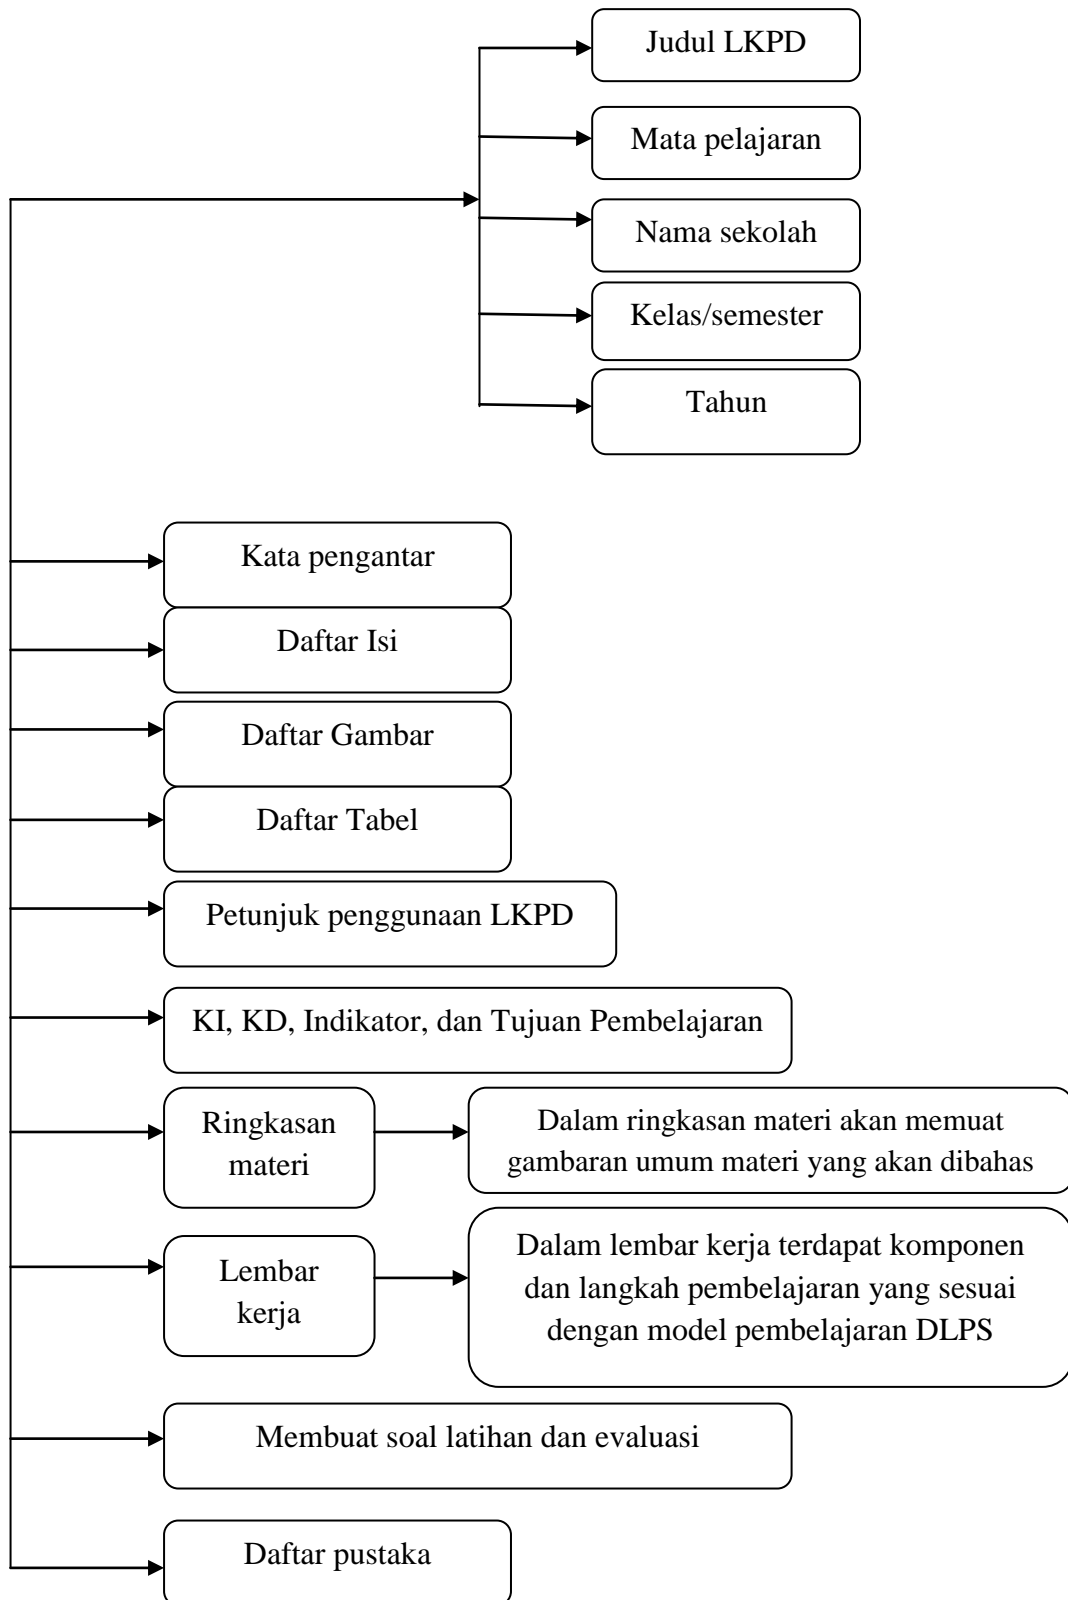 Judul LKPD
Mata pelajaran
Nama sekolah
Kelas/semester
Tahun
Kata pengantar
Daftar Isi
Daftar Gambar
Daftar Tabel
Petunjuk penggunaan LKPD
KI, KD, Indikator, dan Tujuan Pembelajaran
Ringkasan
materi
Dalam ringkasan materi akan memuat
gambaran umum materi yang akan dibahas
Lembar
kerja
Dalam lembar kerja terdapat komponen
dan langkah pembelajaran yang sesuai
dengan model pembelajaran DLPS
Membuat soal latihan dan evaluasi
Daftar pustaka